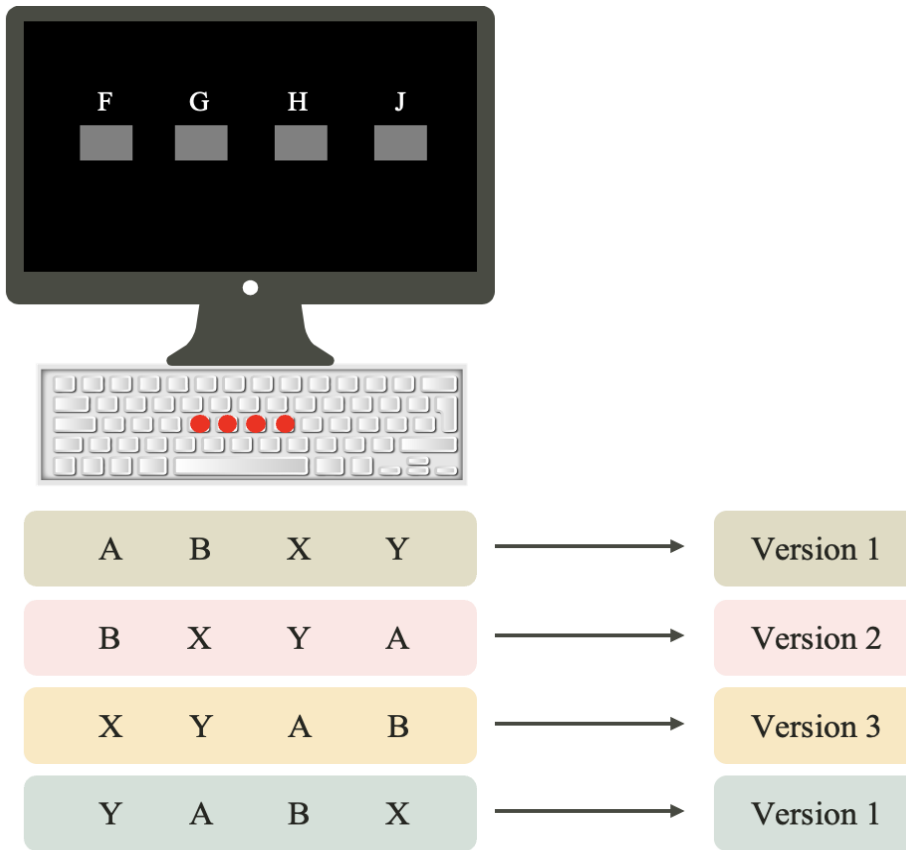 F G H J
A B X Y Version 1
B X Y A Version 2
X Y A B Version 3
Y A B X Version 1